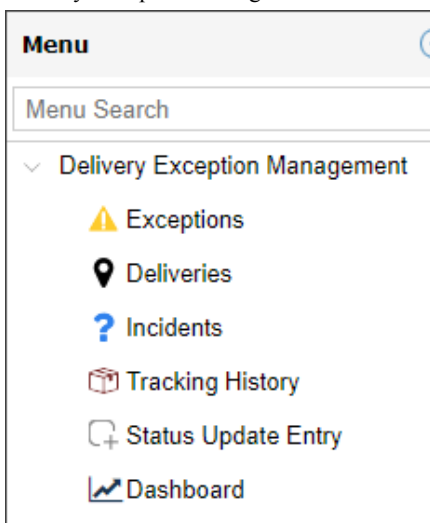 Menu
Menu Search
Delivery Exception Management
Exceptions
Deliveries
Incidents
Tracking History
Status Update Entry
Dashboard